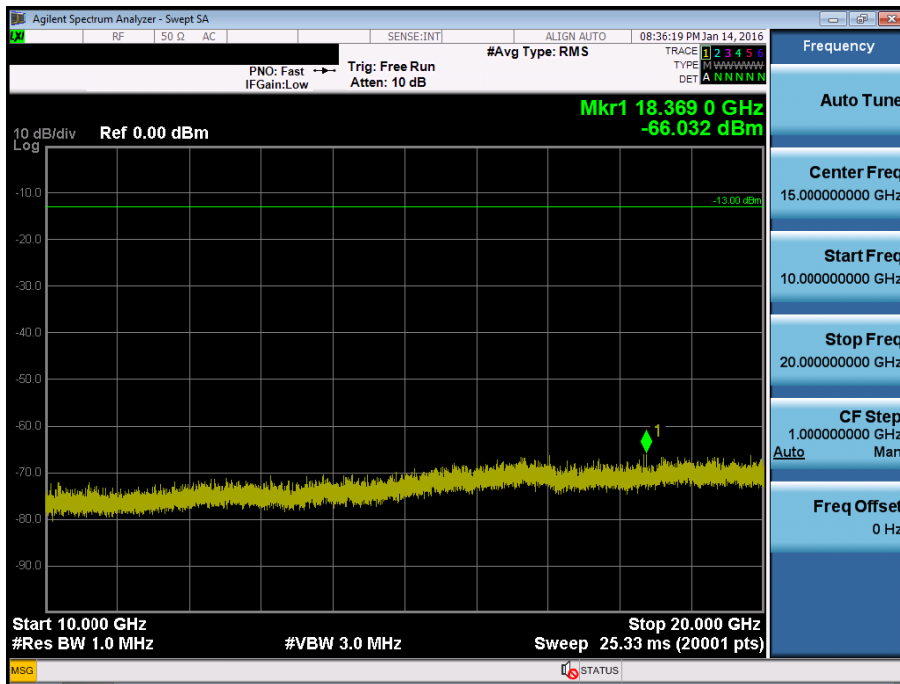 Agilent Spectrum Analyzer - Swept SA
LXI RF 50 Ω AC SENSE:INT ALIGN AUTO 08:36:19 PM Jan 14, 2016
Frequency
#Avg Type: RMS
TRACE 1 2 3 4 5 6
PNO: Fast Trig: Free Run
TYPE M WWWWW
IFGain:Low Atten: 10 dB
DET A N N N N N
Auto Tune
Mkr1 18.369 0 GHz
-66.032 dBm
10 dB/div Ref 0.00 dBm
Log
-10.0
-13.00 dBm
-20.0
-30.0
-40.0
-50.0
-60.0
1
-70.0
-80.0
-90.0
Center Freq
15.000000000 GHz
Start Freq
10.000000000 GHz
Stop Freq
20.000000000 GHz
CF Step
1.000000000 GHz
Auto Man
Freq Offset
0 Hz
Start 10.000 GHz Stop 20.000 GHz
#Res BW 1.0 MHz #VBW 3.0 MHz Sweep 25.33 ms (20001 pts)
MSG STATUS